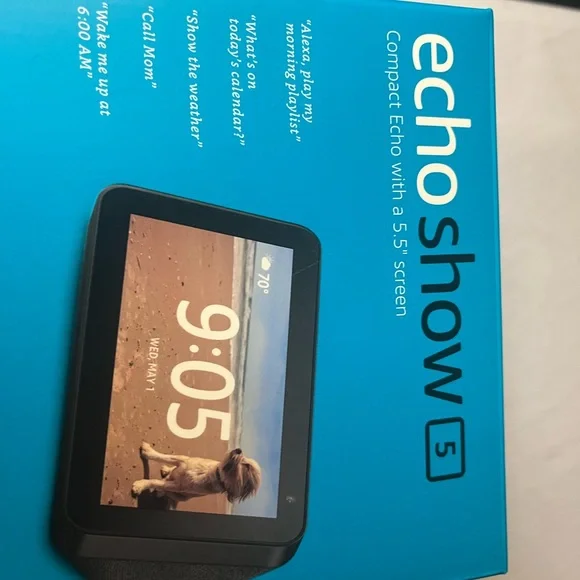 echo show 5
Compact Echo with a 5.5" screen
"Alexa, play my
morning playlist"
"What's on
today's calendar?"
"Show the weather"
"Call Mom"
"Wake me up at
6:00 AM"
70°
9:05
WED, MAY 1